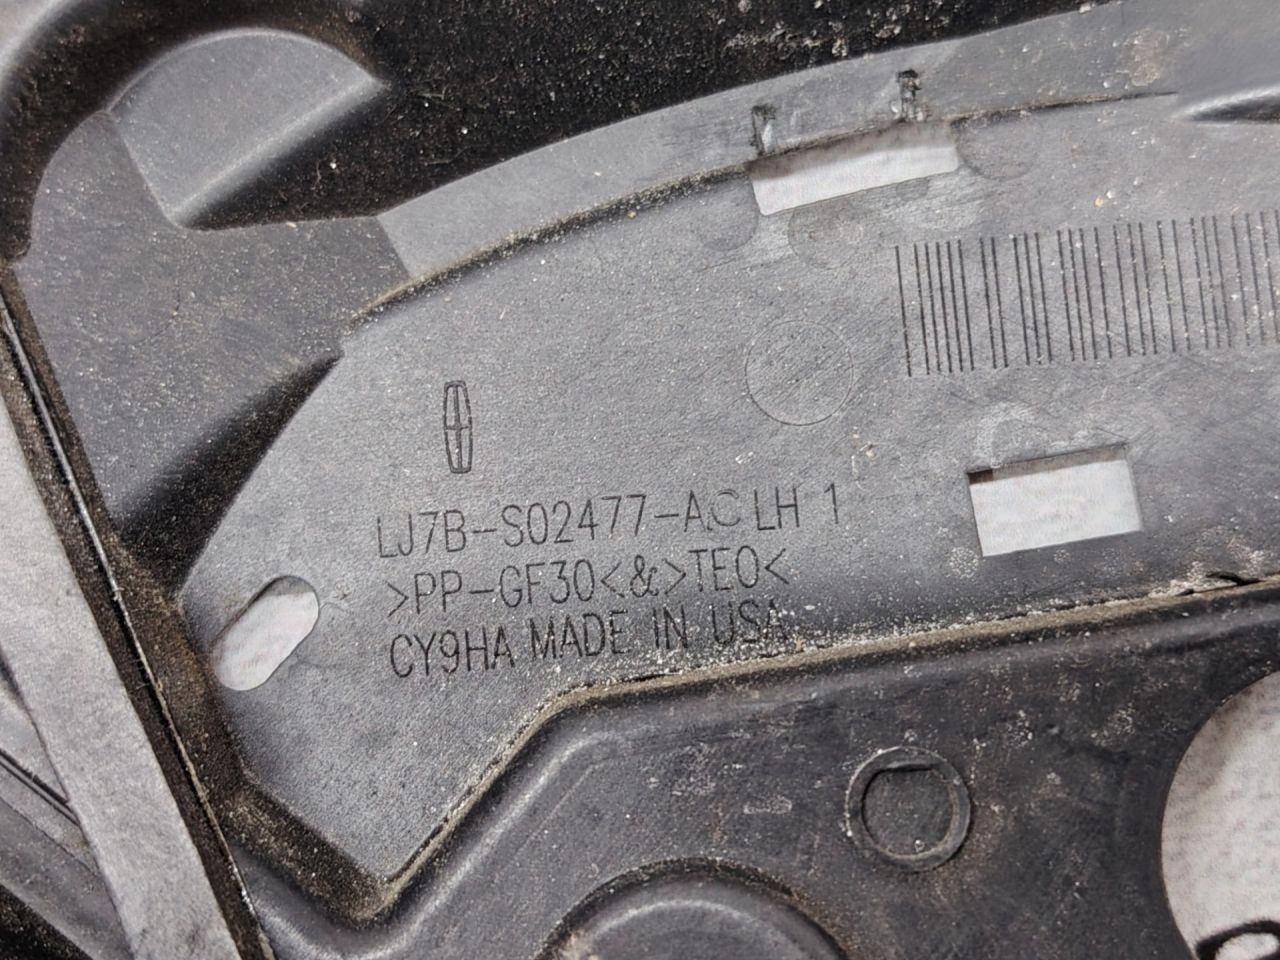 LJ7B-S02477-AC LH 1
>PP-GF30<&>TEO<
CY9HA MADE IN USA